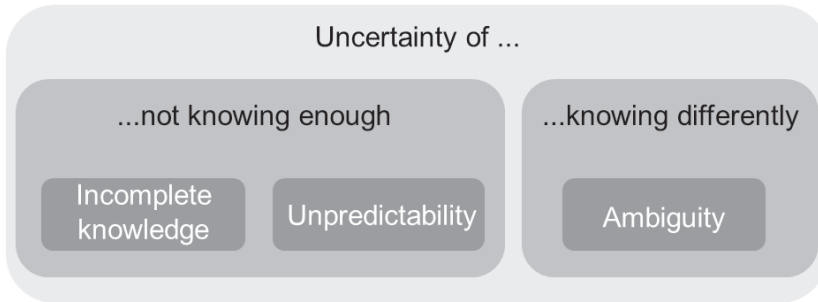 Uncertainty of ...
...not knowing enough
...knowing differently
Incomplete
knowledge
Unpredictability
Ambiguity